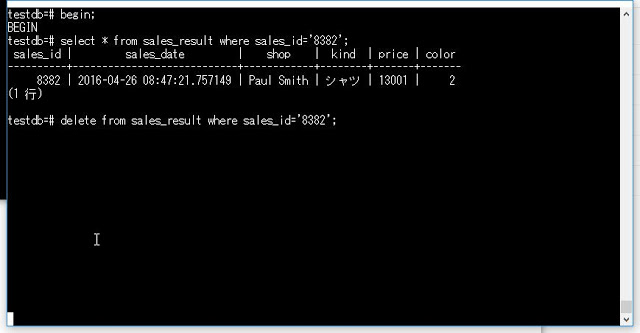 testdb=# begin;
BEGIN
testdb=# select * from sales_result where sales_id='8382';
 sales_id |         sales_date         |    shop    |  kind  | price | color
----------+----------------------------+------------+--------+-------+-------
     8382 | 2016-04-26 08:47:21.757149 | Paul Smith | シャツ | 13001 |     2
(1 行)
testdb=# delete from sales_result where sales_id='8382';